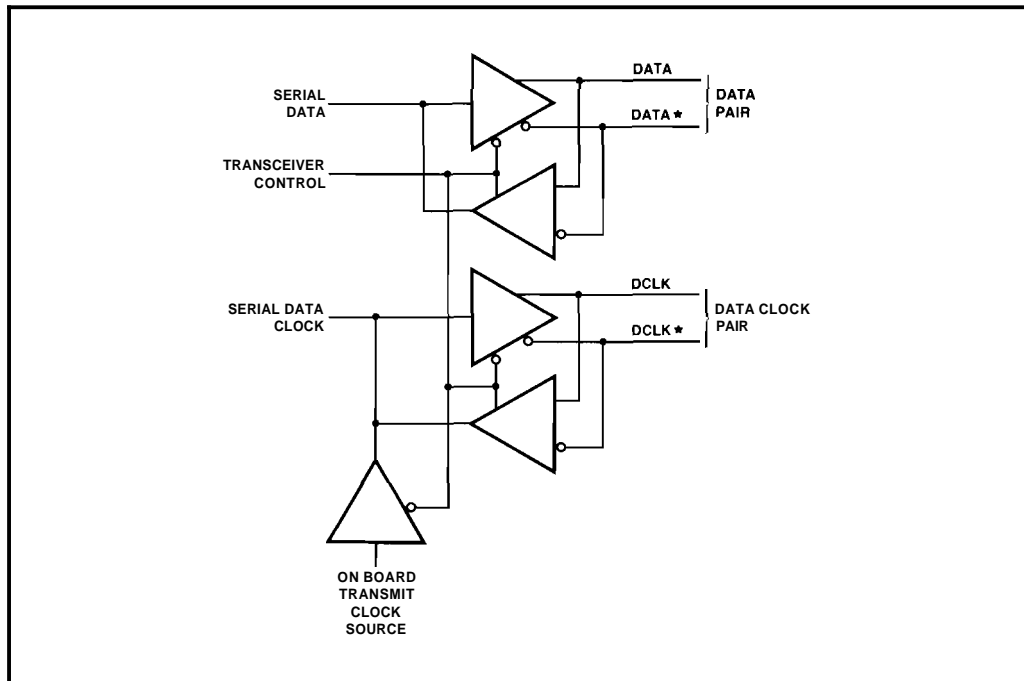 SERIAL
DATA
TRANSCEIVER
CONTROL
DATA
DATA*
DATA
PAIR
SERIAL DATA
CLOCK
DCLK
DCLK*
DATA CLOCK
PAIR
ON BOARD
TRANSMIT
CLOCK
SOURCE